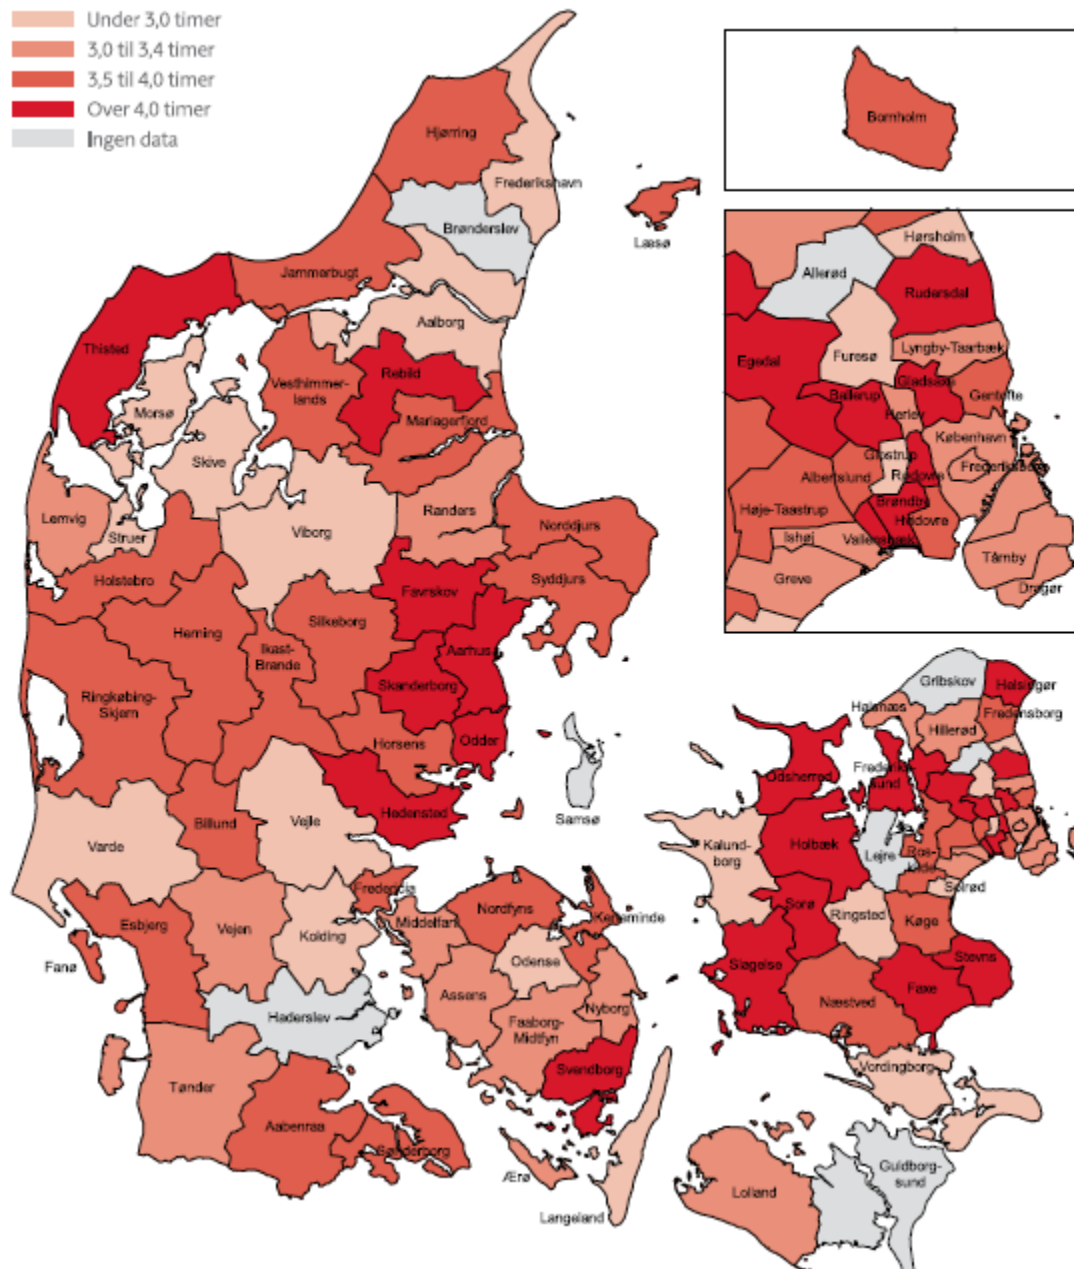 Under 3,0 timer
3,0 til 3,4 timer
3,5 til 4,0 timer
Over 4,0 timer
Ingen data
Hjørring
Frederikshavn
Brønderslev
Læsø
Jammerbugt
Aalborg
Thisted
Rebild
Vesthimmer-
lands
Morsø
Mariagerfjord
Skive
Lemvig
Struer
Viborg
Randers
Norddjurs
Holstebro
Syddjurs
Favrskov
Silkeborg
Herning
Ikast-
Brande
Aarhus
Skanderborg
Ringkøbing-
Skjern
Horsens
Odder
Hedensted
Samsø
Billund
Vejle
Varde
Fredericia
Esbjerg
Vejen
Kolding
Middelfart
Nordfyns
Kerteminde
Fanø
Odense
Assens
Nyborg
Haderslev
Faaborg-
Midtfyn
Svendborg
Tønder
Aabenraa
Sønderborg
Ærø
Langeland
Bornholm
Hørsholm
Allerød
Rudersdal
Egedal
Furesø
Lyngby-Taarbæk
Gladsaxe
Ballerup
Gentofte
Herlev
København
Glostrup
Frederiksberg
Rødovre
Albertslund
Brøndby
Høje-Taastrup
Hvidovre
Ishøj
Vallensbæk
Tårnby
Greve
Dragør
Gribskov
Helsingør
Halsnæs
Fredensborg
Hillerød
Odsherred
Frederik-
sund
Kalund-
borg
Holbæk
Lejre
Ros-
kilde
Solrød
Sorø
Ringsted
Køge
Slagelse
Stevns
Faxe
Næstved
Vordingborg
Guldborg-
sund
Lolland